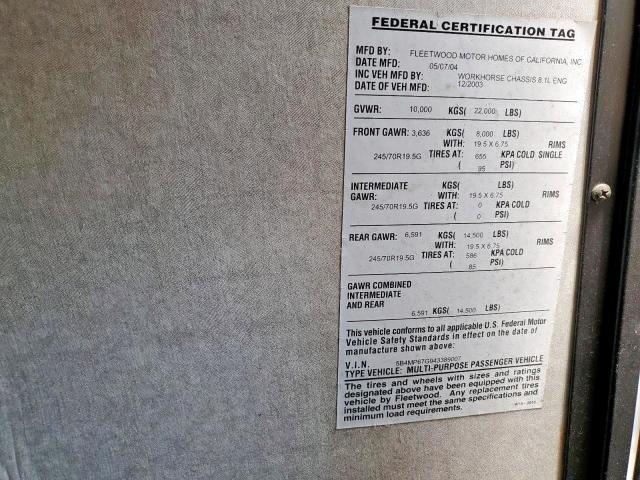 FEDERAL CERTIFICATION TAG
MFD BY: FLEETWOOD MOTOR HOMES OF CALIFORNIA, INC
DATE MFD: 05/07/04
INC VEH MFD BY: WORKHORSE CHASSIS 8.1L ENG
DATE OF VEH MFD: 12/2003
GVWR: 10,000 KGS( 22,000 LBS)
FRONT GAWR: 3,636 KGS( 8,000 LBS)
WITH: 19.5 X 6.75 RIMS
245/70R19.5G TIRES AT: 655 KPA COLD SINGLE
( 95 PSI)
INTERMEDIATE KGS( LBS)
GAWR: WITH: 19.5 X 6.75 RIMS
245/70R19.5G TIRES AT: 0 KPA COLD
( 0 PSI)
REAR GAWR: 6,591 KGS( 14,500 LBS)
WITH: 19.5 X 6.75 RIMS
245/70R19.5G TIRES AT: 586 KPA COLD
( 85 PSI)
GAWR COMBINED
INTERMEDIATE
AND REAR 6,591 KGS( 14,500 LBS)
This vehicle conforms to all applicable U.S. Federal Motor
Vehicle Safety Standards in effect on the date of
manufacture shown above:
V.I.N. 5B4MP67G943389007
TYPE VEHICLE: MULTI-PURPOSE PASSENGER VEHICLE
The tires and wheels with sizes and ratings
designated above have been equipped with this
vehicle by Fleetwood. Any replacement tires
installed must meet the same specifications and
minimum load requirements.